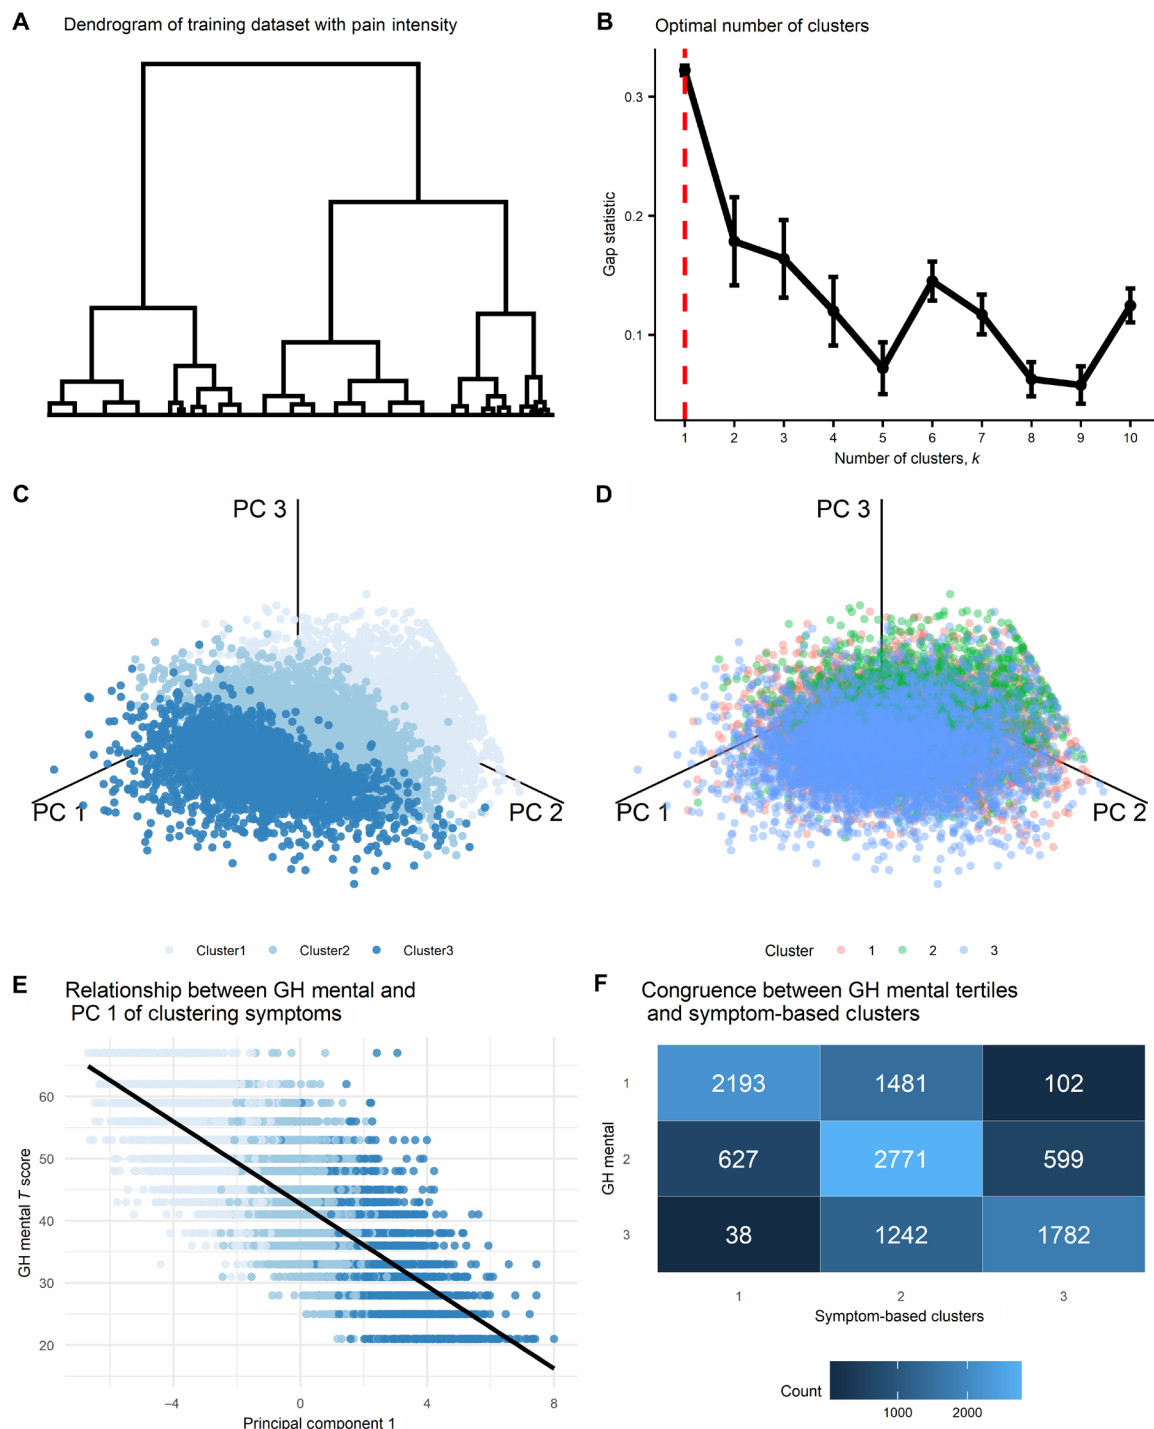 A Dendrogram of training dataset with pain intensity
B Optimal number of clusters
0.3
0.2
0.1
Gap statistic
1 2 3 4 5 6 7 8 9 10
Number of clusters, k
C
PC 3
PC 1
PC 2
Cluster1 Cluster2 Cluster3
D
PC 3
PC 1
PC 2
Cluster 1 2 3
E Relationship between GH mental and
PC 1 of clustering symptoms
GH mental T score
60
50
40
30
20
−4 0 4 8
Principal component 1
F Congruence between GH mental tertiles
and symptom-based clusters
GH mental
1 2193 1481 102
2 627 2771 599
3 38 1242 1782
1 2 3
Symptom-based clusters
Count
1000 2000